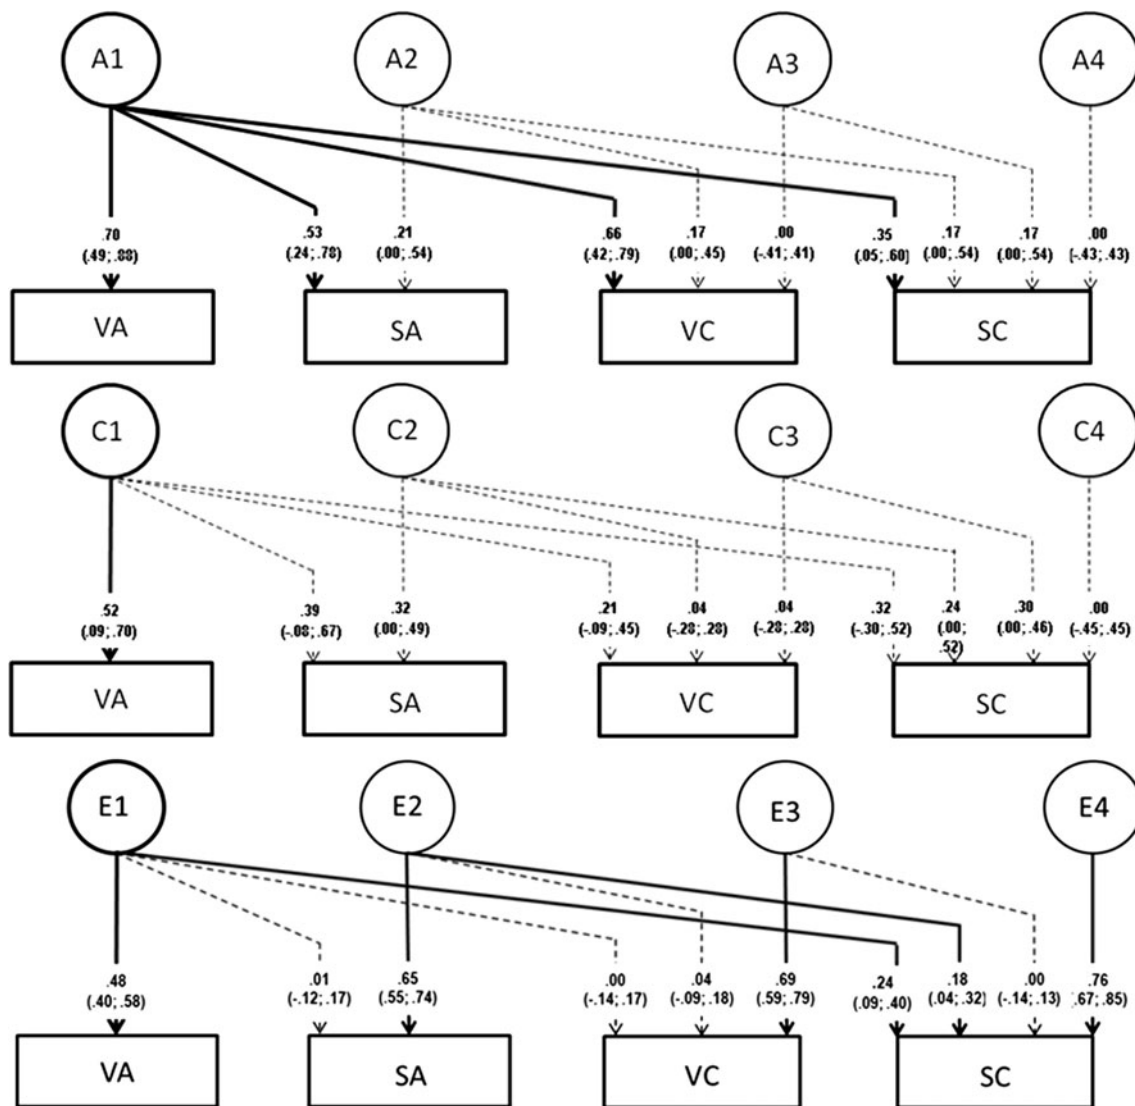 A1 A2 A3 A4
.70 .53 .21 .66 .17 .00 .35 .17 .17 .00
(.49; .88) (.24; .78) (.00; .54) (.42; .79) (.00; .45) (-.41; .41) (.05; .60) (.00; .54) (.00; .54) (-.43; .43)
VA SA VC SC
C1 C2 C3 C4
.52 .39 .32 .21 .04 .04 .32 .24 .30 .00
(.09; .70) (-.08; .67) (.00; .49) (-.09; .45) (-.28; .28) (-.28; .28) (-.30; .52) (.00; (.00; .46) (-.45; .45)
.52)
VA SA VC SC
E1 E2 E3 E4
.48 .01 .65 .00 .04 .69 .24 .18 .00 .76
(.40; .58) (-.12; .17) (.55; .74) (-.14; .17) (-.09; .18) (.59; .79) (.09; .40) (.04; .32) (-.14; .13) .67; .85)
VA SA VC SC